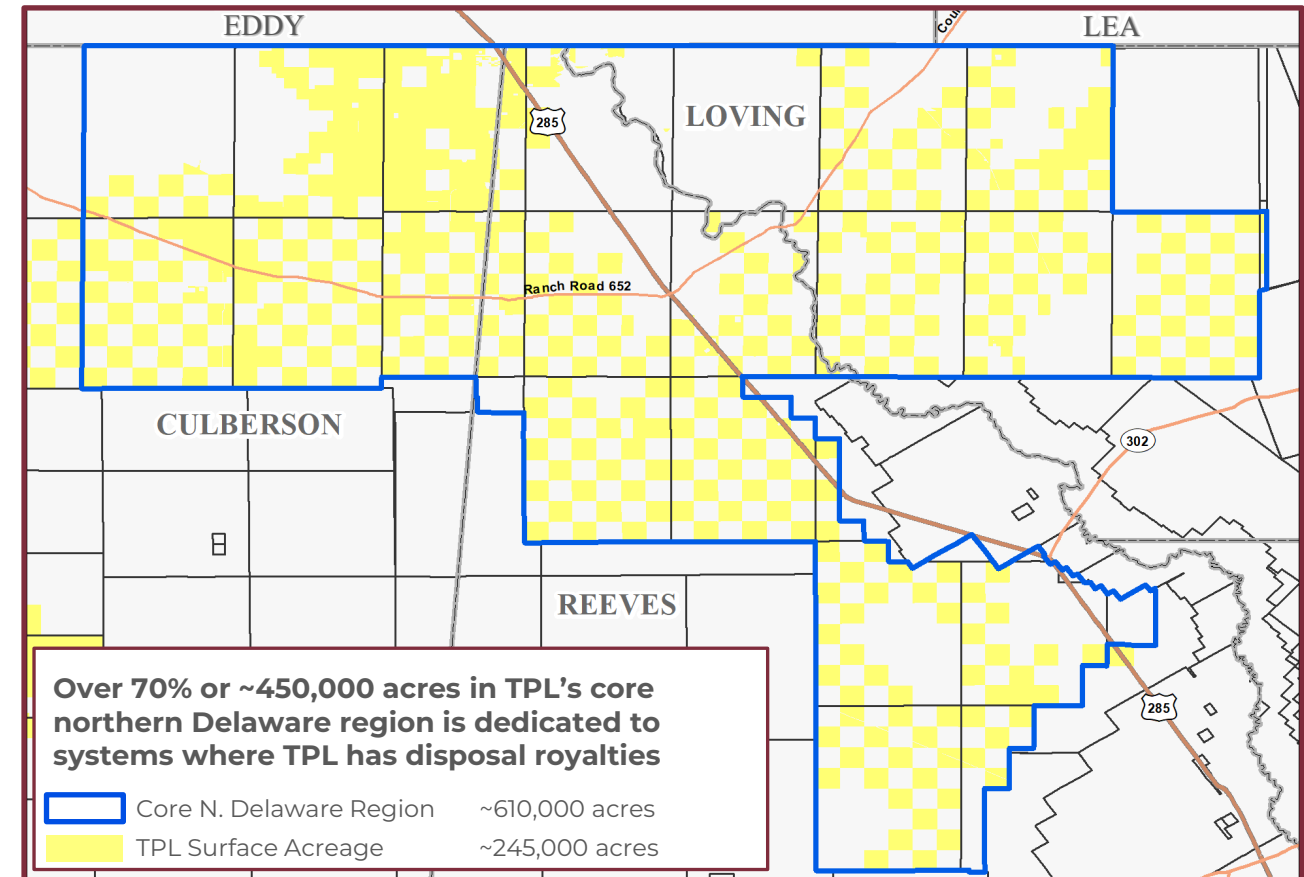 EDDY
Cou
LEA
285
LOVING
Ranch Road 652
CULBERSON
302
REEVES
285
Over 70% or ~450,000 acres in TPL’s core
northern Delaware region is dedicated to
systems where TPL has disposal royalties
Core N. Delaware Region ~610,000 acres
TPL Surface Acreage ~245,000 acres